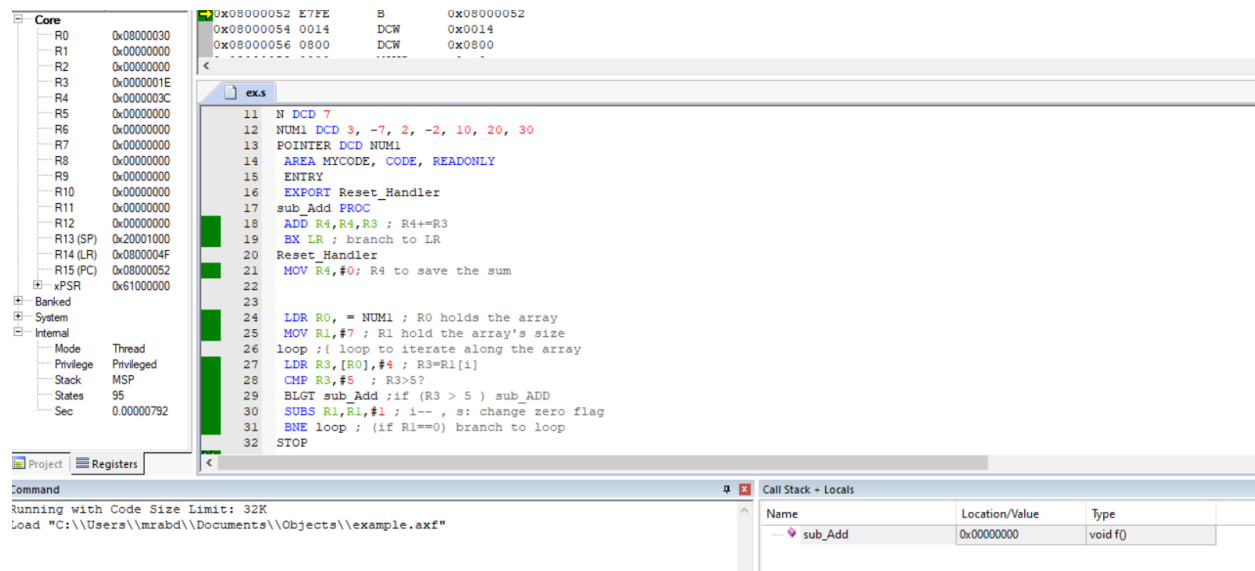 Core
R0 0x08000030
R1 0x00000000
R2 0x00000000
R3 0x0000001E
R4 0x0000003C
R5 0x00000000
R6 0x00000000
R7 0x00000000
R8 0x00000000
R9 0x00000000
R10 0x00000000
R11 0x00000000
R12 0x00000000
R13 (SP) 0x20001000
R14 (LR) 0x0800004F
R15 (PC) 0x08000052
xPSR 0x61000000
Banked
System
Internal
Mode Thread
Privilege Privileged
Stack MSP
States 95
Sec 0.00000792
Project Registers
0x08000052 E7FE B 0x08000052
0x08000054 0014 DCW 0x0014
0x08000056 0800 DCW 0x0800
ex.s
11 N DCD 7
12 NUM1 DCD 3, -7, 2, -2, 10, 20, 30
13 POINTER DCD NUM1
14 AREA MYCODE, CODE, READONLY
15 ENTRY
16 EXPORT Reset_Handler
17 sub_Add PROC
18 ADD R4,R4,R3 ; R4+=R3
19 BX LR ; branch to LR
20 Reset_Handler
21 MOV R4,#0; R4 to save the sum
22
23
24 LDR R0, = NUM1 ; R0 holds the array
25 MOV R1,#7 ; R1 hold the array's size
26 loop ;{ loop to iterate along the array
27 LDR R3,[R0],#4 ; R3=R1[i]
28 CMP R3,#5 ; R3>5?
29 BLGT sub_Add ;if (R3 > 5 ) sub_ADD
30 SUBS R1,R1,#1 ; i-- , s: change zero flag
31 BNE loop ; (if R1==0) branch to loop
32 STOP
Command
Running with Code Size Limit: 32K
Load "C:\\Users\\mrabd\\Documents\\Objects\\example.axf"
Call Stack + Locals
Name Location/Value Type
sub_Add 0x00000000 void f()